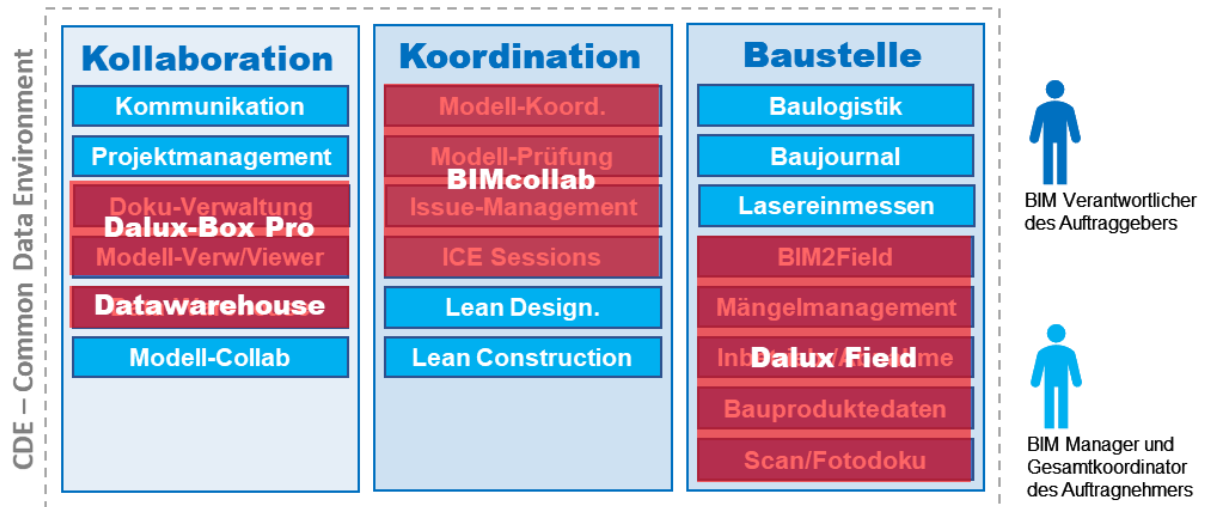 CDE – Common Data Environment
Kollaboration
Kommunikation
Projektmanagement
Doku-Verwaltung
Dalux-Box Pro
Modell-Verw/Viewer
Datawarehouse
Modell-Collab
Koordination
Modell-Koord.
Modell-Prüfung
BIMcollab
Issue-Management
ICE Sessions
Lean Design.
Lean Construction
Baustelle
Baulogistik
Baujournal
Lasereinmessen
BIM2Field
Mängelmanagement
Dalux Field
Bauproduktedaten
Scan/Fotodoku
BIM Verantwortlicher
des Auftraggebers
BIM Manager und
Gesamtkoordinator
des Auftragnehmers